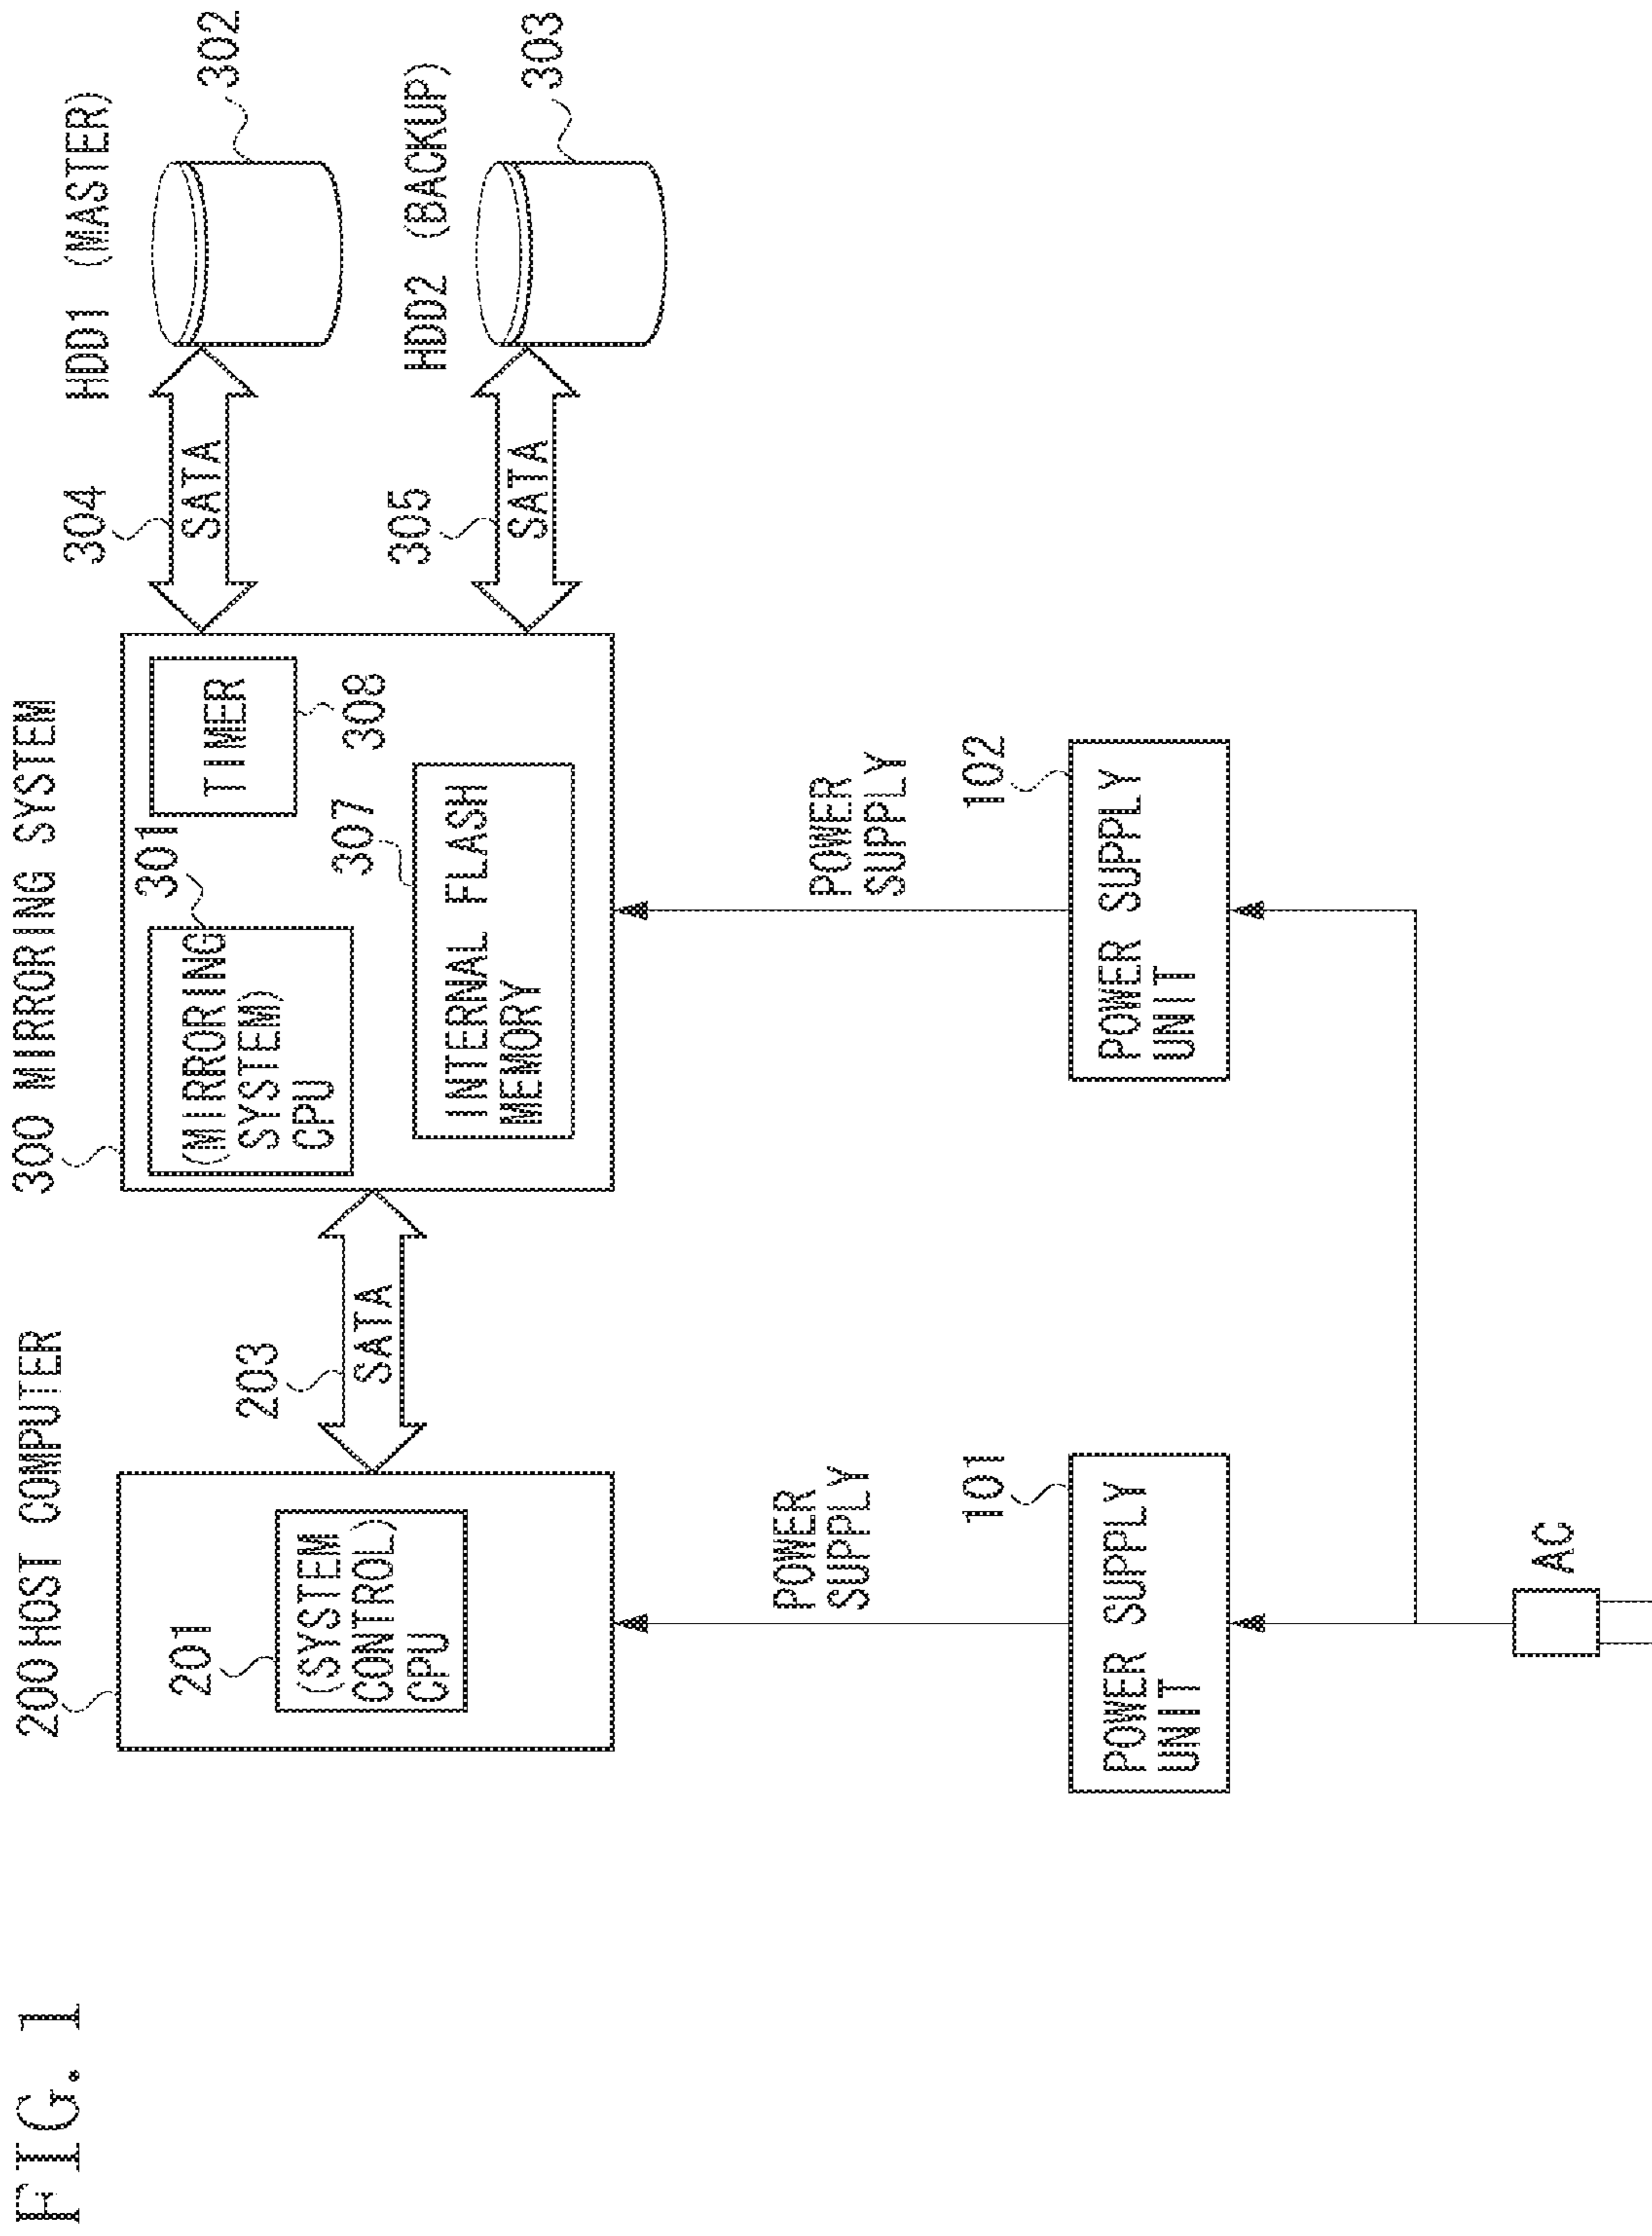 FIG. 1
200 HOST COMPUTER
201
(SYSTEM
CONTROL)
CPU
203
SATA
300 MIRRORING SYSTEM
301
(MIRRORING
SYSTEM)
CPU
TIMER
308
307
INTERNAL FLASH
MEMORY
304
SATA
HDD1 (MASTER)
302
305
SATA
HDD2 (BACKUP)
303
POWER
SUPPLY
101
POWER SUPPLY
UNIT
POWER
SUPPLY
102
POWER SUPPLY
UNIT
AC